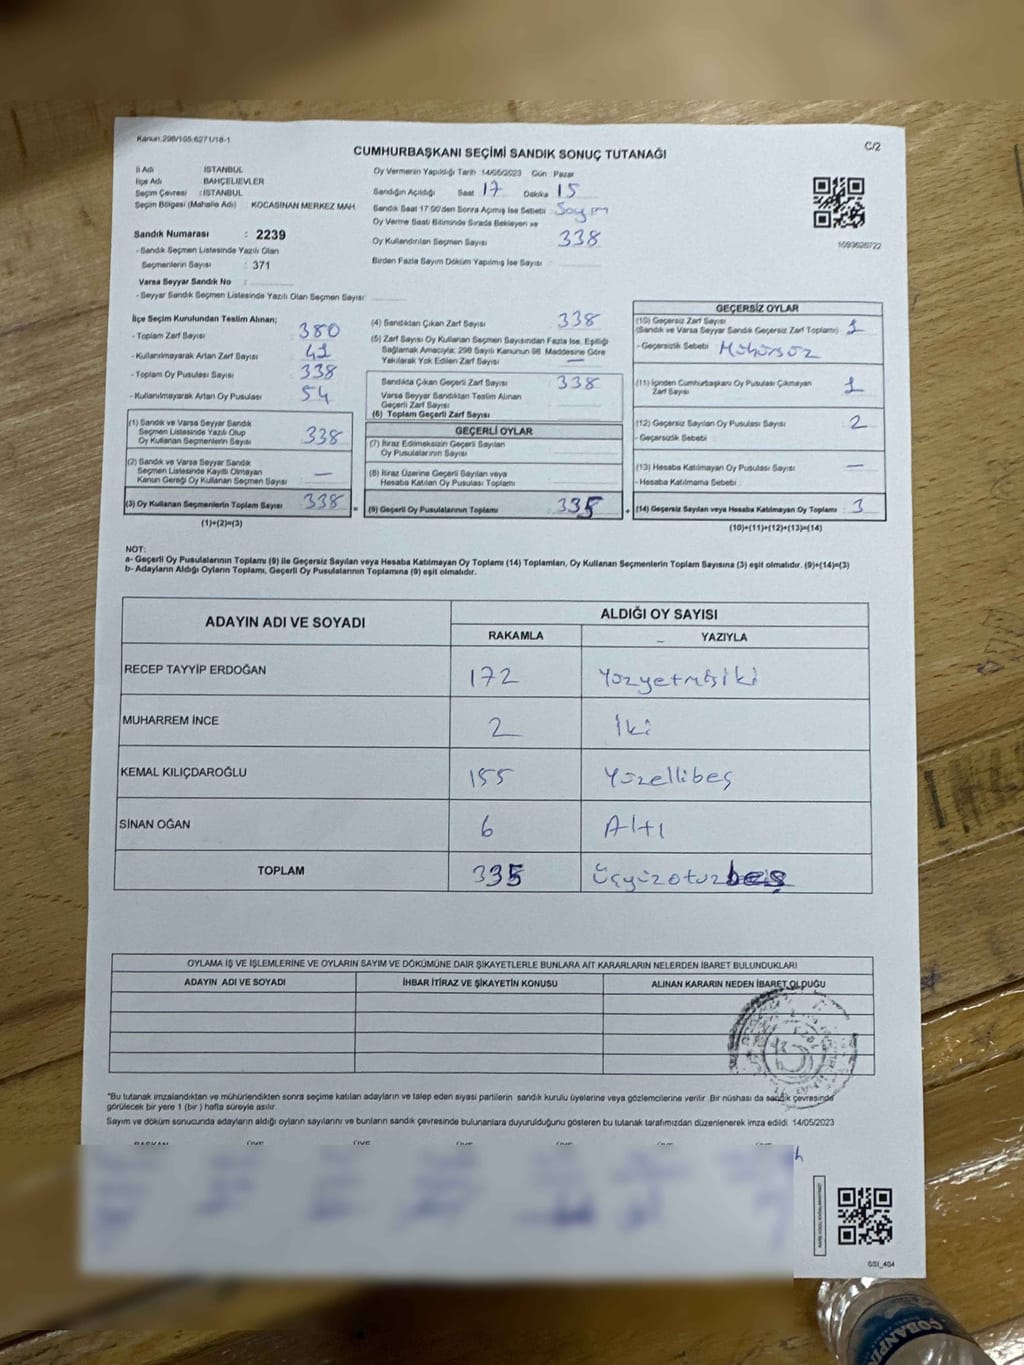 Kanun:298/105;6271/18-1
C/2
CUMHURBAŞKANI SEÇİMİ SANDIK SONUÇ TUTANAĞI
İl Adı : İSTANBUL
İlçe Adı : BAHÇELİEVLER
Seçim Çevresi : İSTANBUL
Seçim Bölgesi (Mahalle Adı) : KOCASİNAN MERKEZ MAH.
Sandık Numarası : 2239
- Sandık Seçmen Listesinde Yazılı Olan
Seçmenlerin Sayısı : 371
Varsa Seyyar Sandık No :
- Seyyar Sandık Seçmen Listesinde Yazılı Olan Seçmen Sayısı:
Oy Vermenin Yapıldığı Tarih 14/05/2023 Gün : Pazar
Sandığın Açıldığı Saat 17 Dakika 15
Sandık Saat 17:00'den Sonra Açılmış İse Sebebi : Sayım
Oy Verme Saati Bitiminde Sırada Bekleyen ve
Oy Kullandırılan Seçmen Sayısı 338
Birden Fazla Sayım Döküm Yapılmış İse Sayısı :
1593626722
İlçe Seçim Kurulundan Teslim Alınan;
- Toplam Zarf Sayısı : 380
- Kullanılmayarak Artan Zarf Sayısı : 42
- Toplam Oy Pusulası Sayısı : 338
- Kullanılmayarak Artan Oy Pusulası : 54
(1) Sandık ve Varsa Seyyar Sandık
Seçmen Listesinde Yazılı Olup
Oy Kullanan Seçmenlerin Sayısı : 338
(2) Sandık ve Varsa Seyyar Sandık
Seçmen Listesinde Kayıtlı Olmayan
Kanun Gereği Oy Kullanan Seçmen Sayısı : —
(3) Oy Kullanan Seçmenlerin Toplam Sayısı : 338
(1)+(2)=(3)
(4) Sandıktan Çıkan Zarf Sayısı : 338
(5) Zarf Sayısı Oy Kullanan Seçmen Sayısından Fazla İse, Eşitliği
Sağlamak Amacıyla; 298 Sayılı Kanunun 98. Maddesine Göre
Yakılarak Yok Edilen Zarf Sayısı : —
Sandıkta Çıkan Geçerli Zarf Sayısı : 338
Varsa Seyyar Sandıktan Teslim Alınan
Geçerli Zarf Sayısı :
(6) Toplam Geçerli Zarf Sayısı
GEÇERLİ OYLAR
(7) İtiraz Edilmeksizin Geçerli Sayılan
Oy Pusulalarının Sayısı :
(8) İtiraz Üzerine Geçerli Sayılan veya
Hesaba Katılan Oy Pusulası Toplamı :
(9) Geçerli Oy Pusulalarının Toplamı : 335
=
+
GEÇERSİZ OYLAR
(10) Geçersiz Zarf Sayısı
(Sandık ve Varsa Seyyar Sandık Geçersiz Zarf Toplamı) : 1
- Geçersizlik Sebebi : Mühürsüz
(11) İçinden Cumhurbaşkanı Oy Pusulası Çıkmayan
Zarf Sayısı : 1
(12) Geçersiz Sayılan Oy Pusulası Sayısı : 2
- Geçersizlik Sebebi :
(13) Hesaba Katılmayan Oy Pusulası Sayısı : —
- Hesaba Katılmama Sebebi :
(14) Geçersiz Sayılan veya Hesaba Katılmayan Oy Toplamı : 3
(10)+(11)+(12)+(13)=(14)
NOT:
a- Geçerli Oy Pusulalarının Toplamı (9) ile Geçersiz Sayılan veya Hesaba Katılmayan Oy Toplamı (14) Toplamları, Oy Kullanan Seçmenlerin Toplam Sayısına (3) eşit olmalıdır. (9)+(14)=(3)
b- Adayların Aldığı Oyların Toplamı, Geçerli Oy Pusulalarının Toplamına (9) eşit olmalıdır.
ADAYIN ADI VE SOYADI
ALDIĞI OY SAYISI
RAKAMLA
YAZIYLA
RECEP TAYYİP ERDOĞAN 172 Yüzyetmişiki
MUHARREM İNCE 2 İki
KEMAL KILIÇDAROĞLU 155 Yüzellibeş
SİNAN OĞAN 6 Altı
TOPLAM 335 Üçyüzotuzbeş
OYLAMA İŞ VE İŞLEMLERİNE VE OYLARIN SAYIM VE DÖKÜMÜNE DAİR ŞİKAYETLERLE BUNLARA AİT KARARLARIN NELERDEN İBARET BULUNDUKLARI
ADAYIN ADI VE SOYADI
İHBAR İTİRAZ VE ŞİKAYETİN KONUSU
ALINAN KARARIN NEDEN İBARET OLDUĞU
"Bu tutanak imzalandıktan ve mühürlendikten sonra seçime katılan adayların ve talep eden siyasi partilerin sandık kurulu üyelerine veya gözlemcilerine verilir. Bir nüshası da sandık çevresinde
görülecek bir yere 1 (bir ) hafta süreyle asılır.
Sayım ve döküm sonucunda adayların aldığı oyların sayılarını ve bunların sandık çevresinde bulunanlara duyurulduğunu gösteren bu tutanak tarafımızdan düzenlenerek imza edildi. 14/05/2023
BAŞKAN ÜYE ÜYE ÜYE ÜYE ÜYE ÜYE
GSI_464